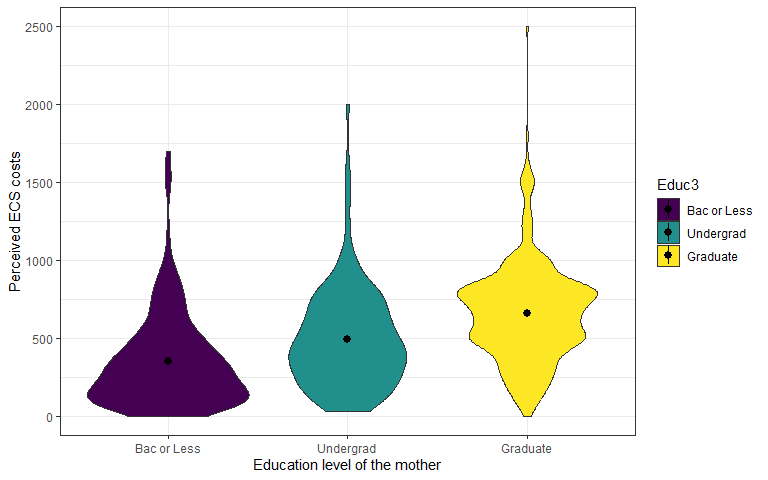 2500
2000
1500
1000
500
0
Perceived ECS costs
Bac or Less
Undergrad
Graduate
Education level of the mother
Educ3
Bac or Less
Undergrad
Graduate